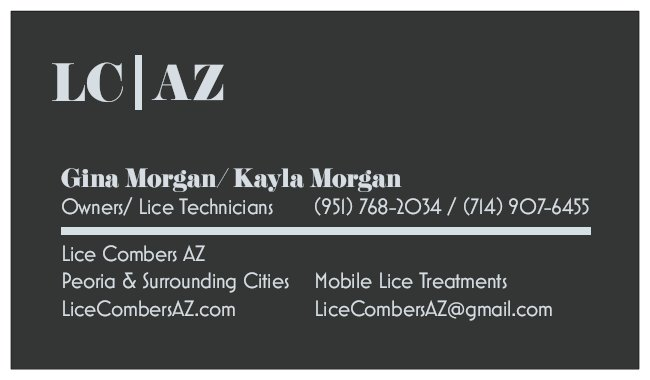 LC|AZ
Gina Morgan/ Kayla Morgan
Owners/ Lice Technicians (951) 768-2034 / (714) 907-6455
Lice Combers AZ
Peoria & Surrounding Cities Mobile Lice Treatments
LiceCombersAZ.com LiceCombersAZ@gmail.com